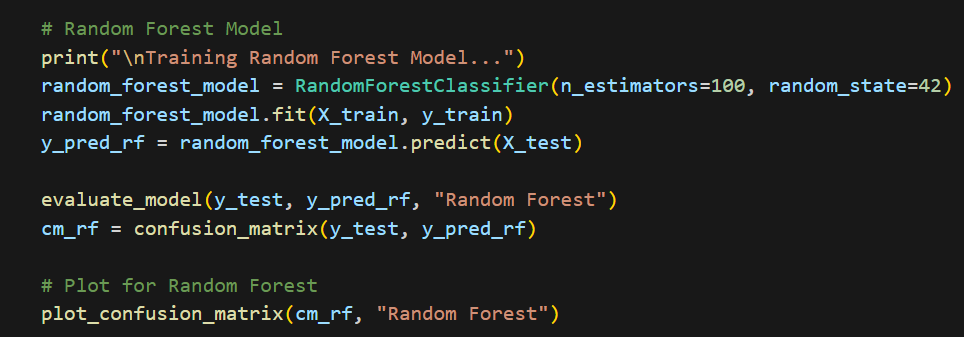 # Random Forest Model
print("\nTraining Random Forest Model...")
random_forest_model = RandomForestClassifier(n_estimators=100, random_state=42)
random_forest_model.fit(X_train, y_train)
y_pred_rf = random_forest_model.predict(X_test)
evaluate_model(y_test, y_pred_rf, "Random Forest")
cm_rf = confusion_matrix(y_test, y_pred_rf)
# Plot for Random Forest
plot_confusion_matrix(cm_rf, "Random Forest")